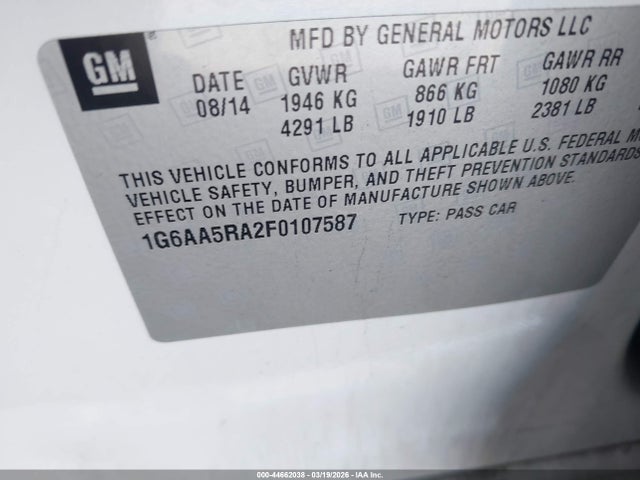 GM
MFD BY GENERAL MOTORS LLC
DATE GVWR GAWR FRT GAWR RR
08/14 1946 KG 866 KG 1080 KG
4291 LB 1910 LB 2381 LB
THIS VEHICLE CONFORMS TO ALL APPLICABLE U.S. FEDERAL M
VEHICLE SAFETY, BUMPER, AND THEFT PREVENTION STANDARDS
EFFECT ON THE DATE OF MANUFACTURE SHOWN ABOVE.
1G6AA5RA2F0107587 TYPE: PASS CAR
000-44662038 - 03/19/2026 - IAA Inc.